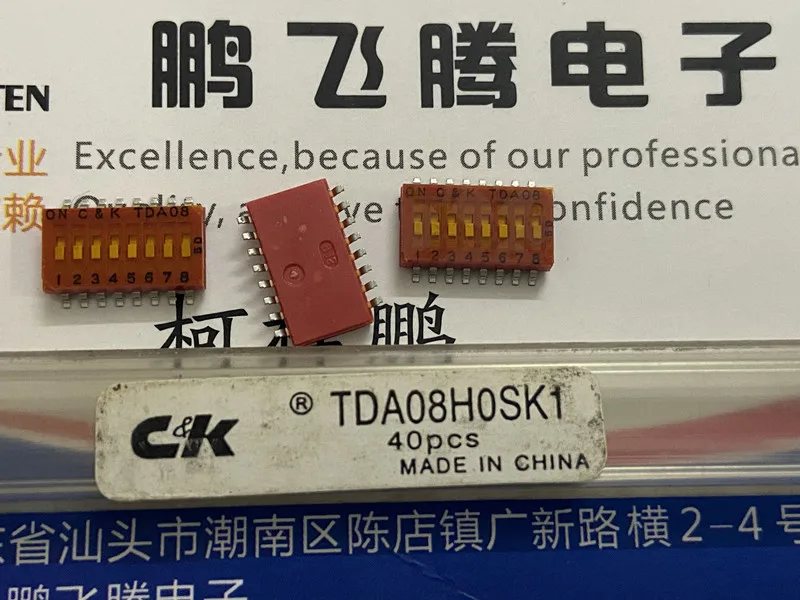 鹏飞腾电子
TEN
业 Excellence,because of our professiona
赖
onfidence
ON C&K TDA08
1 2 3 4 5 6 7 8
ON C&K TDA08
1 2 3 4 5 6 7 8
柯 鹏
C&K ® TDA08H0SK1
40pcs
MADE IN CHINA
东省汕头市潮南区陈店镇广新路横2-4号
鹏飞腾电子